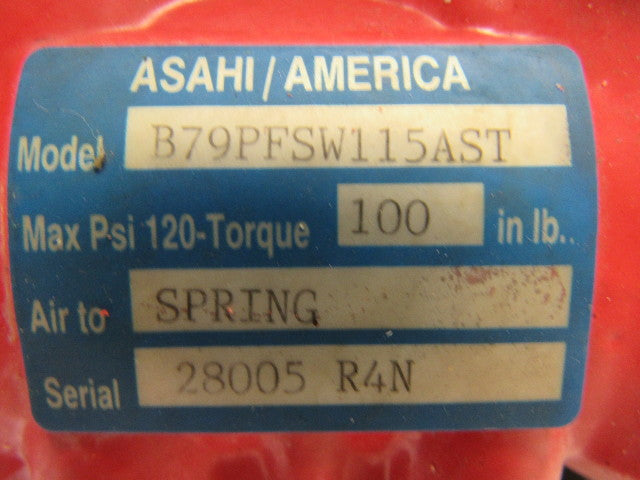 ASAHI / AMERICA
Model B79PFSW115AST
Max Psi 120-Torque 100 in lb..
Air to SPRING
Serial 28005 R4N